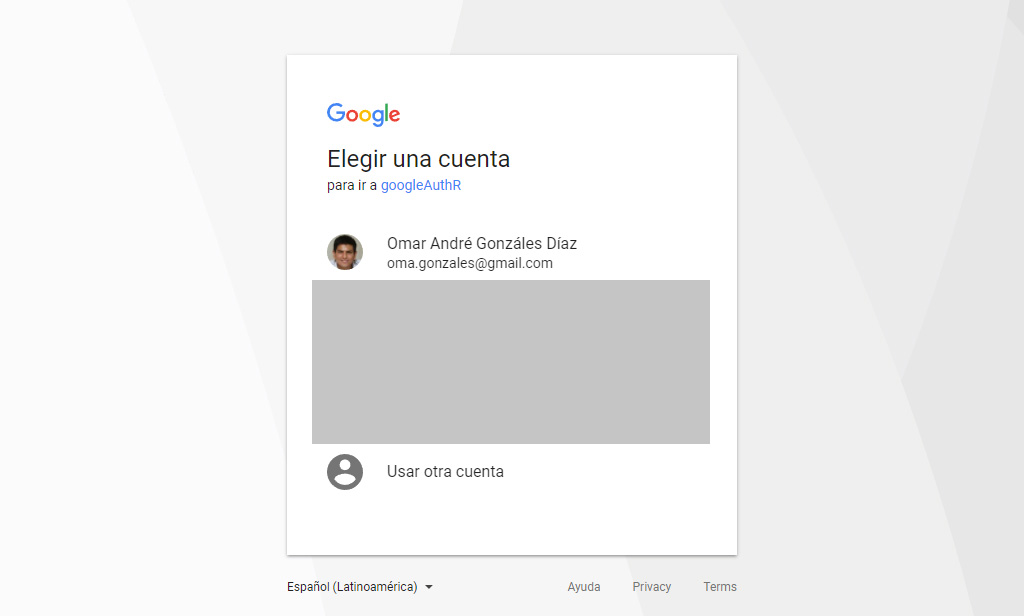 Google
Elegir una cuenta
para ir a googleAuthR
Omar André Gonzáles Díaz
oma.gonzales@gmail.com
Usar otra cuenta
Español (Latinoamérica) Ayuda Privacy Terms